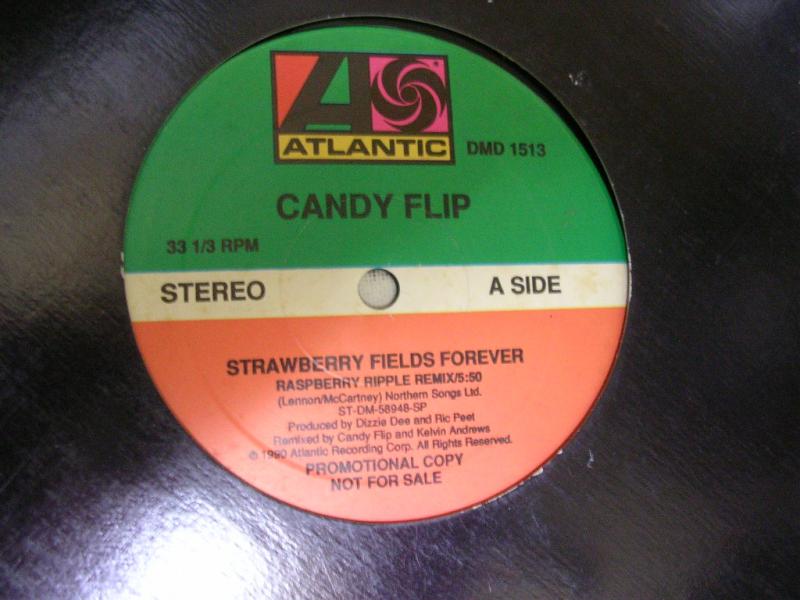 ATLANTIC
DMD 1513
CANDY FLIP
33 1/3 RPM
STEREO
A SIDE
STRAWBERRY FIELDS FOREVER
RASPBERRY RIPPLE REMIX/5:50
(Lennon/McCartney) Northern Songs Ltd.
ST-DM-58948-SP
Produced by Dizzie Dee and Ric Peet
Remixed by Candy Flip and Kelvin Andrews
℗ 1990 Atlantic Recording Corp. All Rights Reserved.
PROMOTIONAL COPY
NOT FOR SALE